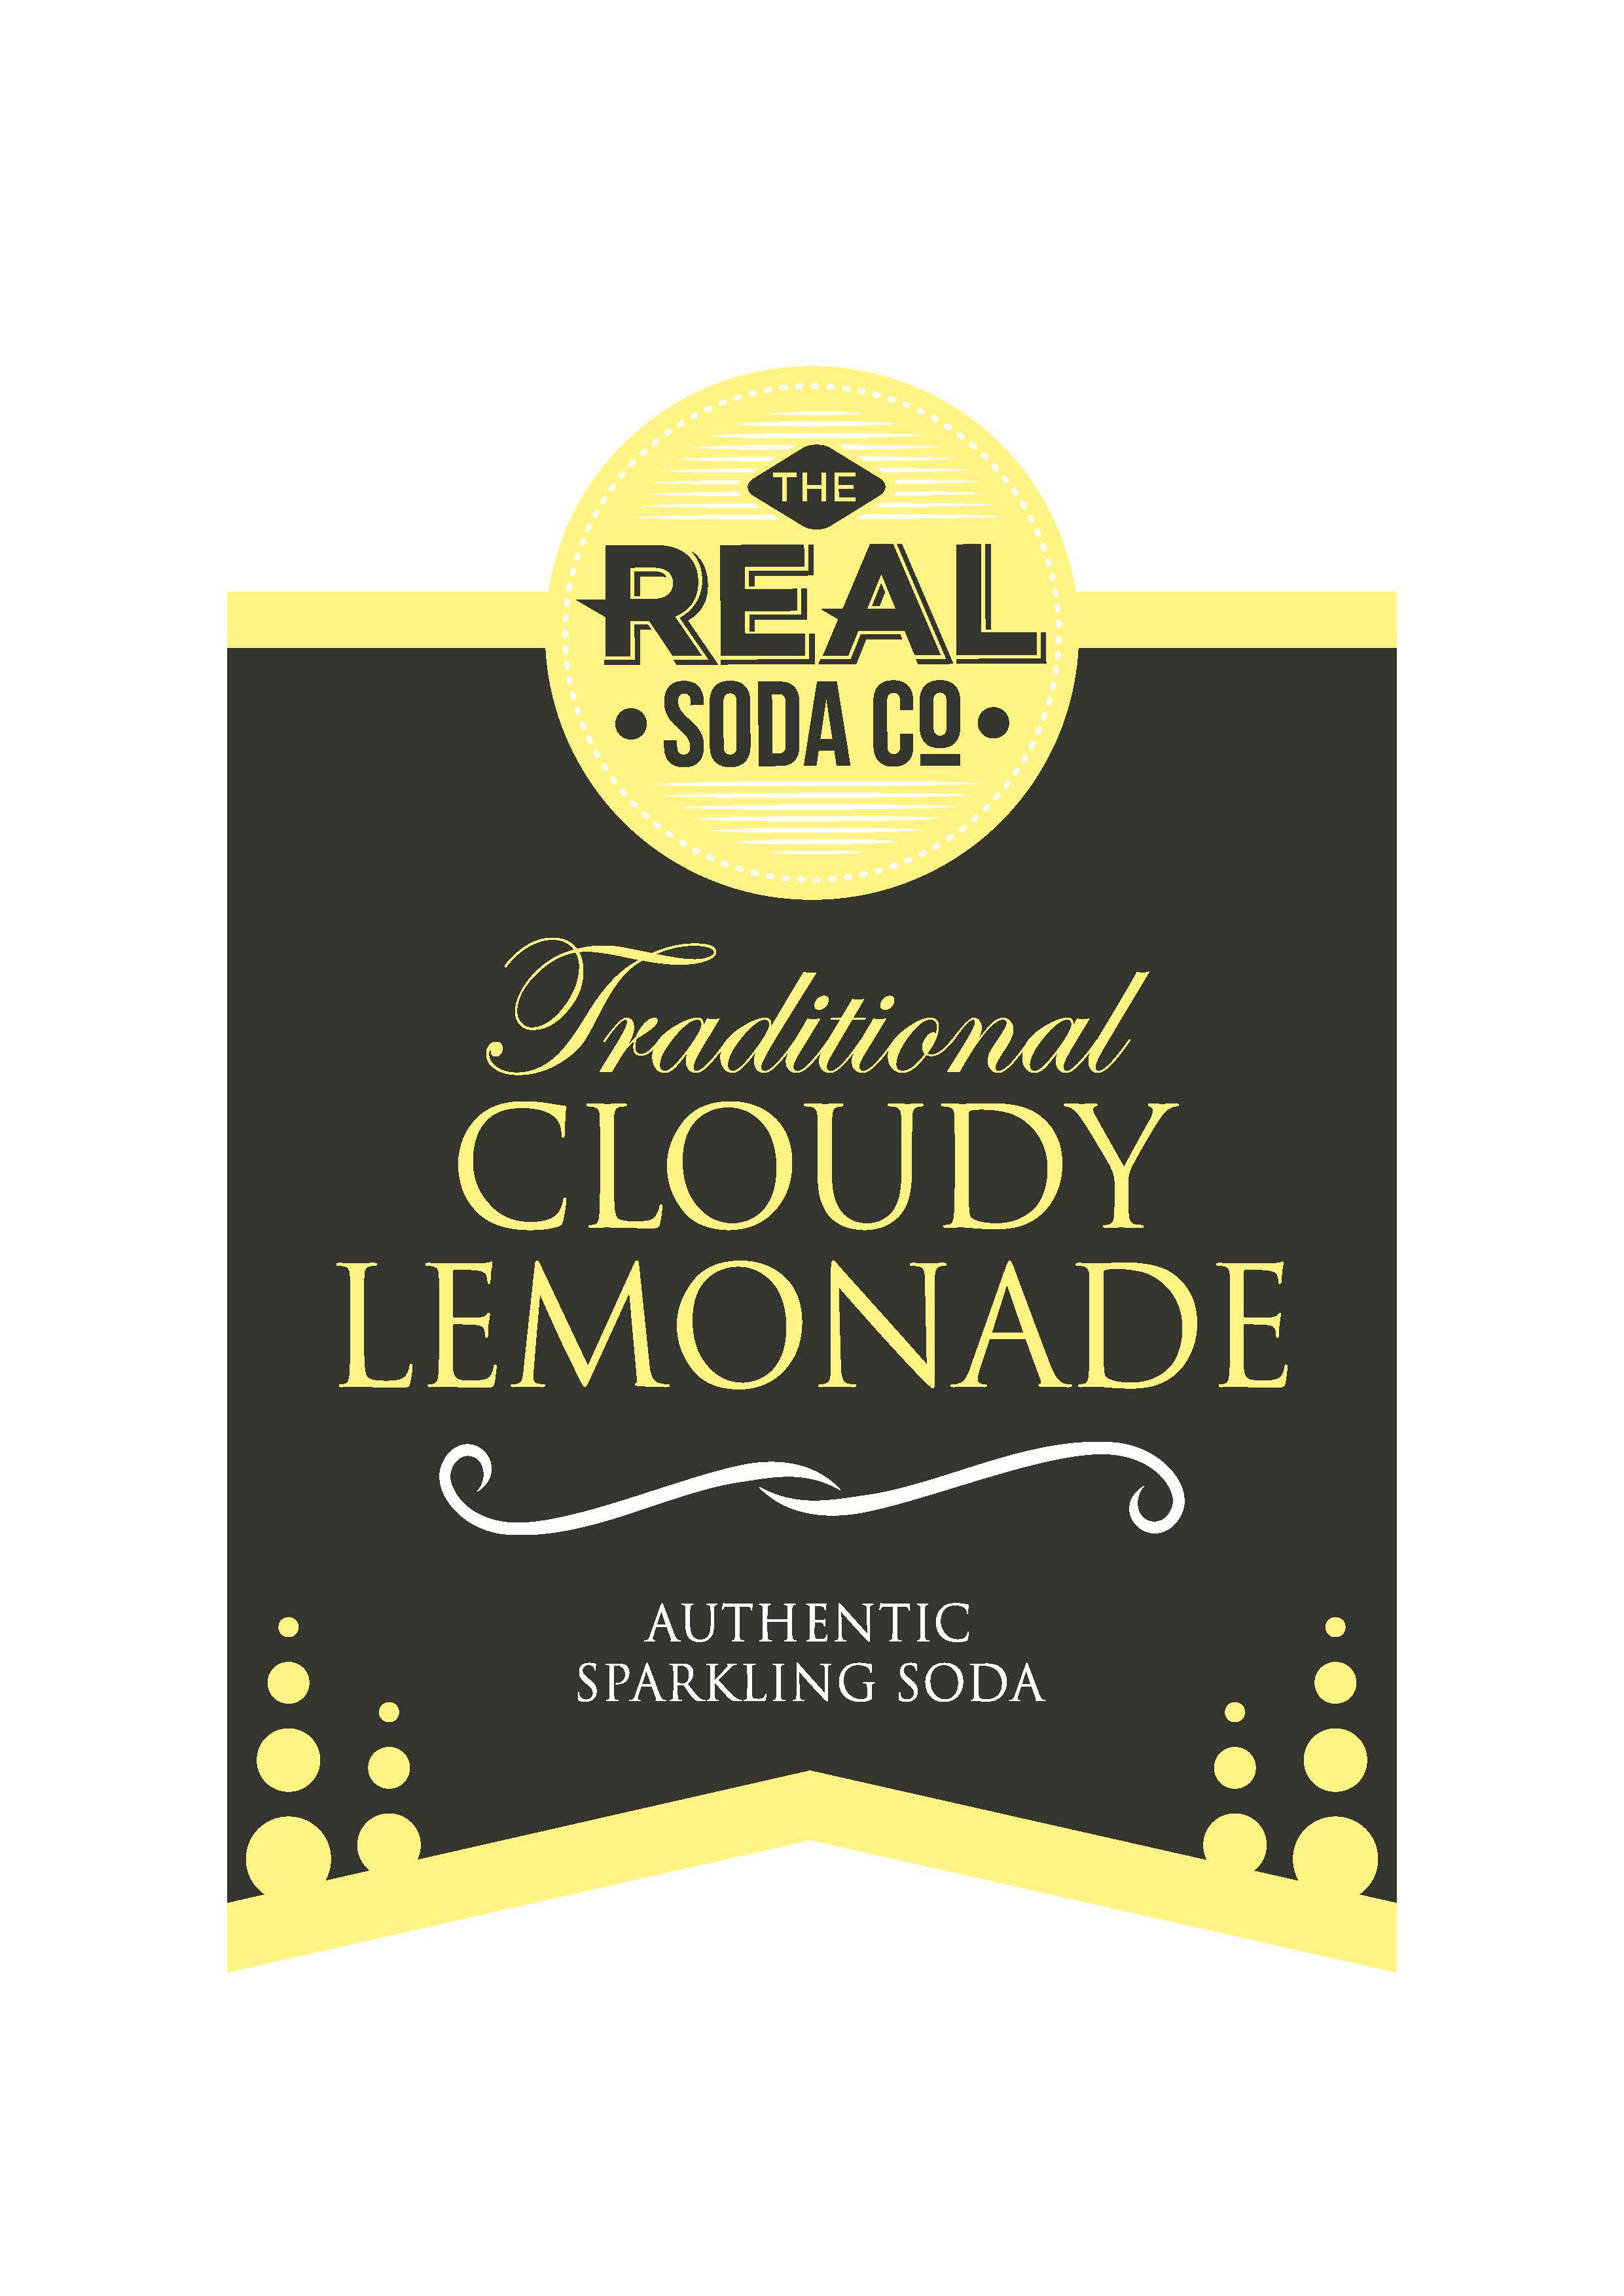 THE
REAL
• SODA CO •
Traditional
CLOUDY
LEMONADE
AUTHENTIC
SPARKLING SODA